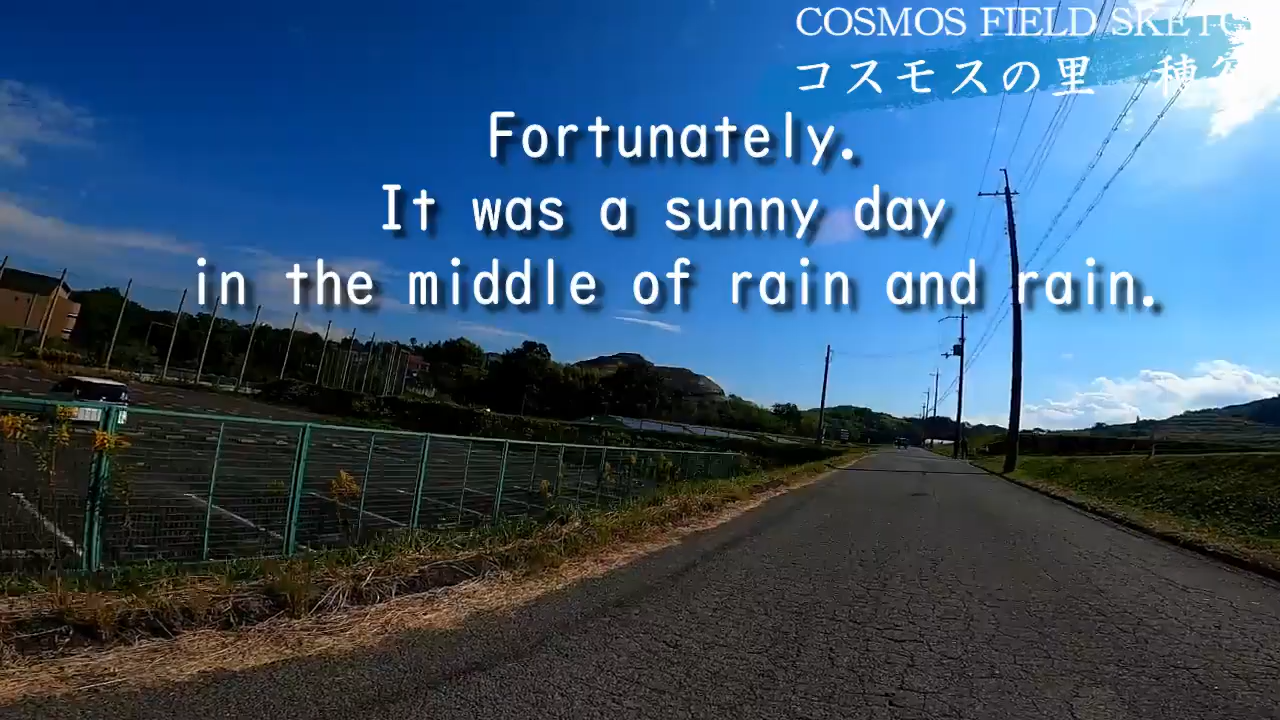 COSMOS FIELD SKETC
コスモスの里 穂
Fortunately.
It was a sunny day
in the middle of rain and rain.